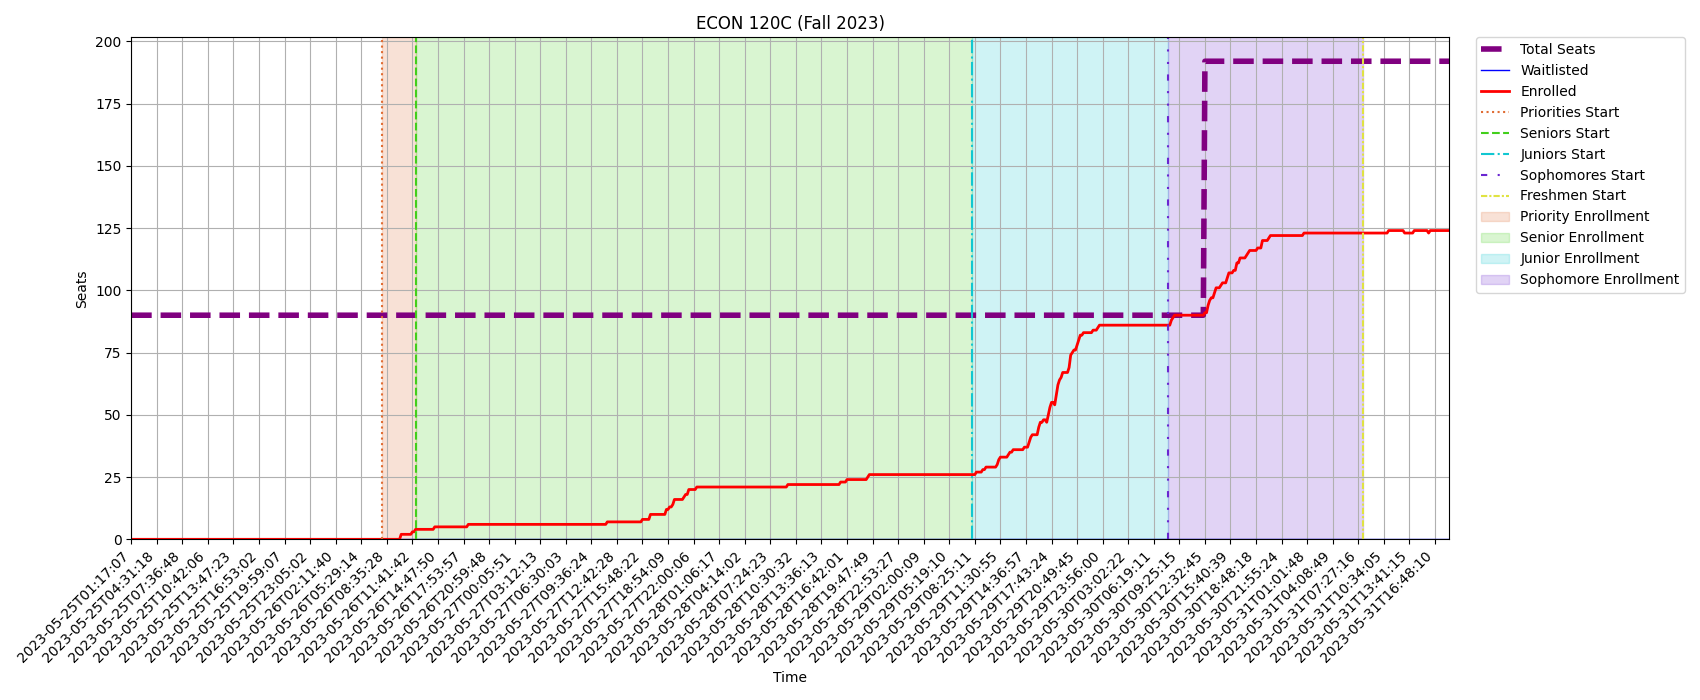 ECON 120C (Fall 2023)
200
175
150
125
100
75
50
25
0
Seats
2023-05-25T01:17:07
2023-05-25T04:31:18
2023-05-25T07:36:48
2023-05-25T10:42:06
2023-05-25T13:47:23
2023-05-25T16:53:02
2023-05-25T19:59:07
2023-05-25T23:05:02
2023-05-26T02:11:40
2023-05-26T05:29:14
2023-05-26T08:35:28
2023-05-26T11:41:42
2023-05-26T14:47:50
2023-05-26T17:53:57
2023-05-26T20:59:48
2023-05-27T00:05:51
2023-05-27T03:12:13
2023-05-27T06:30:03
2023-05-27T09:36:24
2023-05-27T12:42:28
2023-05-27T15:48:22
2023-05-27T18:54:09
2023-05-27T22:00:06
2023-05-28T01:06:17
2023-05-28T04:14:02
2023-05-28T07:24:23
2023-05-28T10:30:32
2023-05-28T13:36:13
2023-05-28T16:42:01
2023-05-28T19:47:49
2023-05-28T22:53:27
2023-05-29T02:00:09
2023-05-29T05:19:10
2023-05-29T08:25:11
2023-05-29T11:30:55
2023-05-29T14:36:57
2023-05-29T17:43:24
2023-05-29T20:49:45
2023-05-29T23:56:00
2023-05-30T03:02:22
2023-05-30T06:19:11
2023-05-30T09:25:15
2023-05-30T12:32:45
2023-05-30T15:40:39
2023-05-30T18:48:18
2023-05-30T21:55:24
2023-05-31T01:01:48
2023-05-31T04:08:49
2023-05-31T07:27:16
2023-05-31T10:34:05
2023-05-31T13:41:15
2023-05-31T16:48:10
Time
Total Seats
Waitlisted
Enrolled
Priorities Start
Seniors Start
Juniors Start
Sophomores Start
Freshmen Start
Priority Enrollment
Senior Enrollment
Junior Enrollment
Sophomore Enrollment